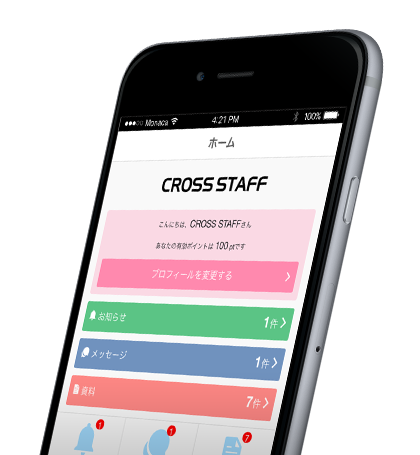 Monaca 4:21 PM 100%
ホーム
CROSS STAFF
こんにちは、CROSS STAFFさん
あなたの有効ポイントは 100 ptです
プロフィールを変更する
お知らせ 1件
メッセージ 1件
資料 7件
1 1 7